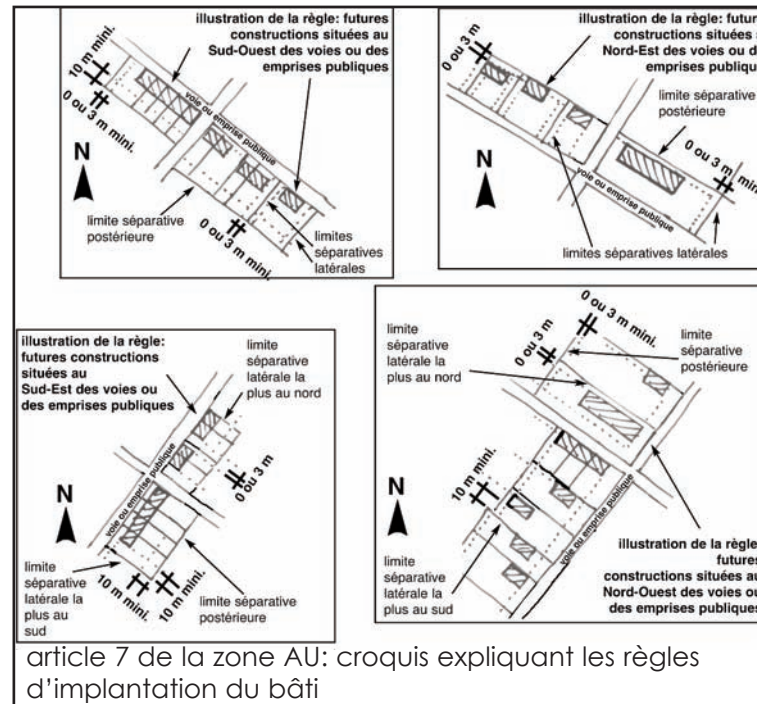 illustration de la règle: futures
constructions situées au
Sud-Ouest des voies ou des
emprises publiques
10 m mini.
0 ou 3 m mini.
voie ou emprise publique
N
limite séparative
postérieure
0 ou 3 m mini.
limites
séparatives
latérales
illustration de la règle: future
constructions situées
Nord-Est des voies ou d
emprises publiqu
0 ou 3 m
limite séparative
postérieure
N
0 ou 3 m mini.
voie ou emprise publique
limites séparatives latérales
illustration de la règle:
futures constructions
situées au
Sud-Est des voies ou
des emprises publiques
limite
séparative
latérale la
plus au nord
voie ou emprise publique
0 ou 3 m
N
limite
séparative
latérale la
plus au
sud
10 m mini.
10 m mini.
limite séparative
postérieure
limite
séparative
latérale la
plus au nord
0 ou 3 m
0 ou 3 m mini.
limite
séparative
postérieure
10 m mini.
N
voie ou emprise publique
limite
séparative
latérale la
plus au sud
illustration de la règle
futures
constructions situées au
Nord-Ouest des voies ou
des emprises publiques
article 7 de la zone AU: croquis expliquant les règles
d'implantation du bâti